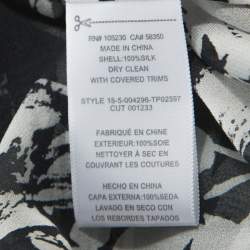 RN# 105230 CA# 58350
MADE IN CHINA
SHELL:100%SILK
DRY CLEAN
WITH COVERED TRIMS
STYLE 15-5-004296-TP02597
CUT 001233
FABRIQUÉ EN CHINE
EXTERIEUR:100%SOIE
NETTOYER À SEC EN
COUVRANT LES COUTURES
HECHO EN CHINA
CAPA EXTERNA:100%SEDA
LAVADO EN SECO CON
LOS REBORDES TAPADOS